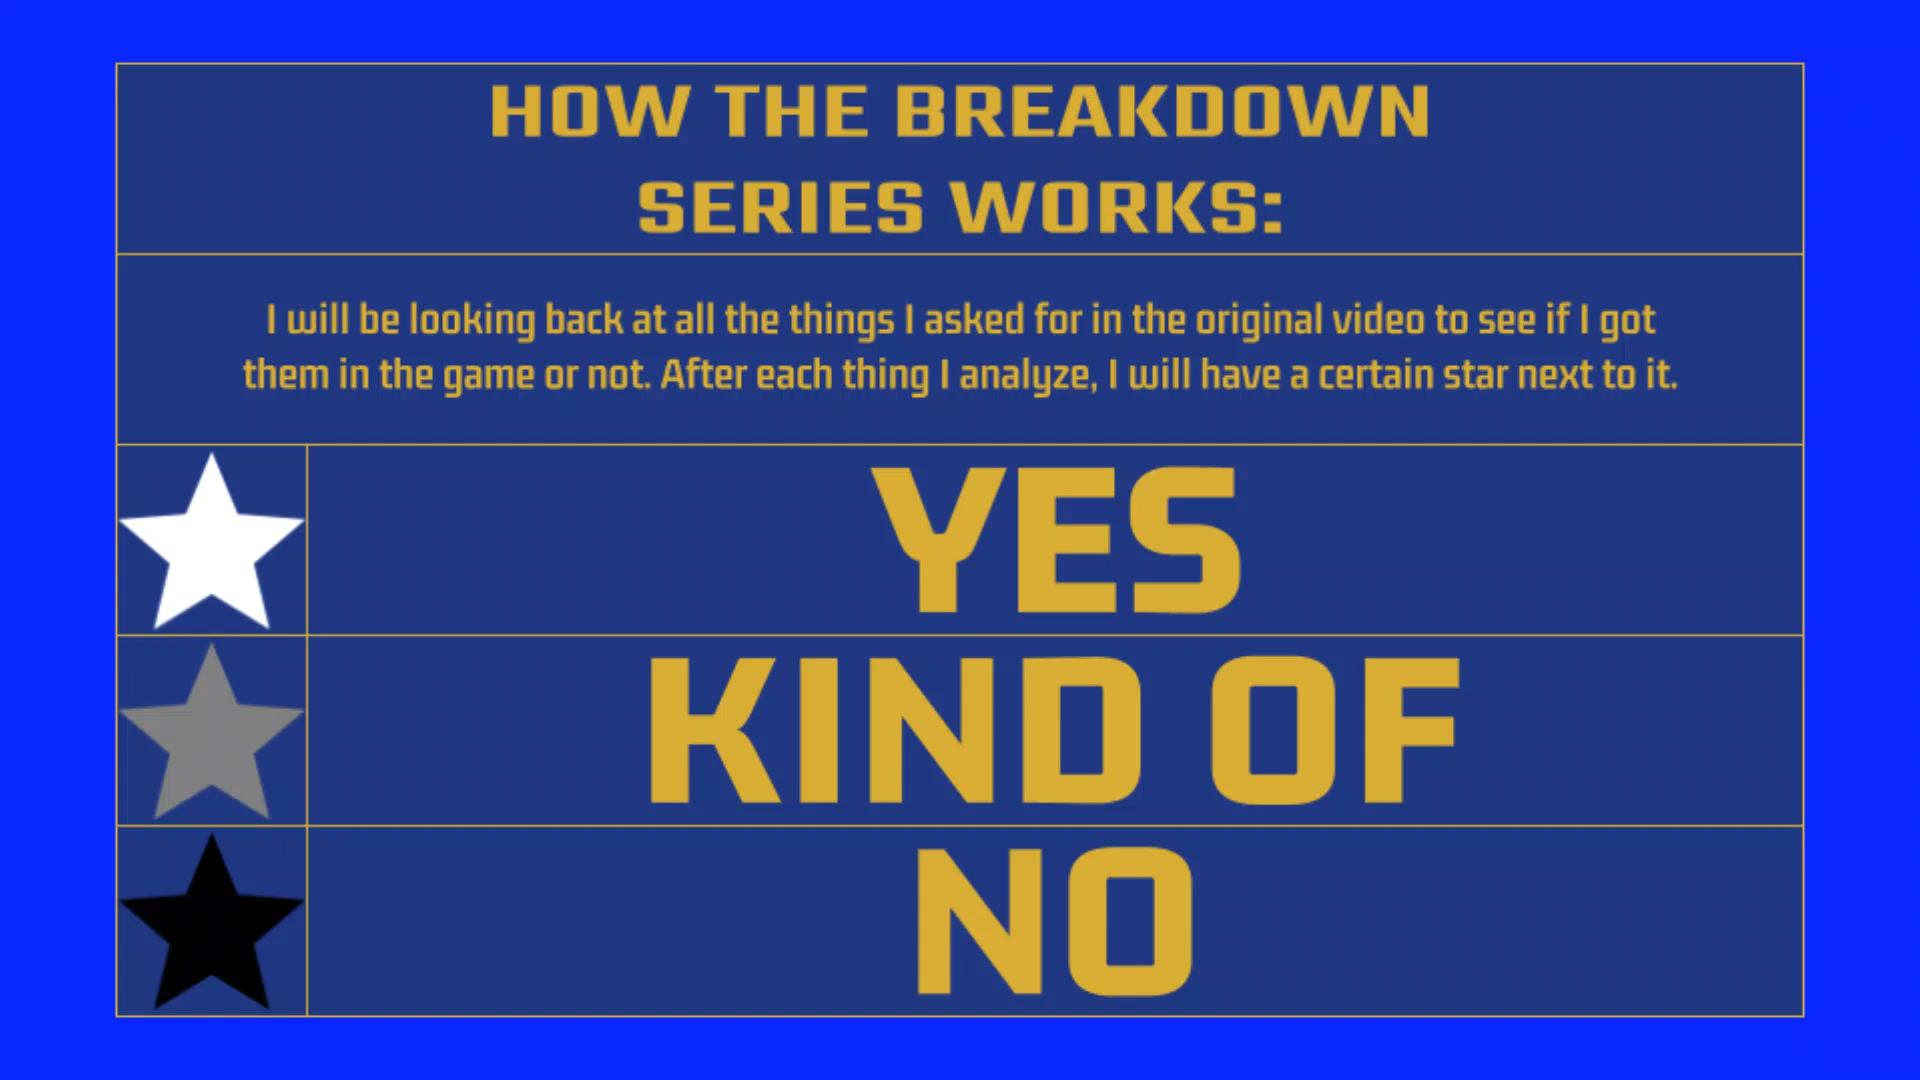 HOW THE BREAKDOWN
SERIES WORKS:
I will be looking back at all the things I asked for in the original video to see if I got
them in the game or not. After each thing I analyze, I will have a certain star next to it.
YES
KIND OF
NO